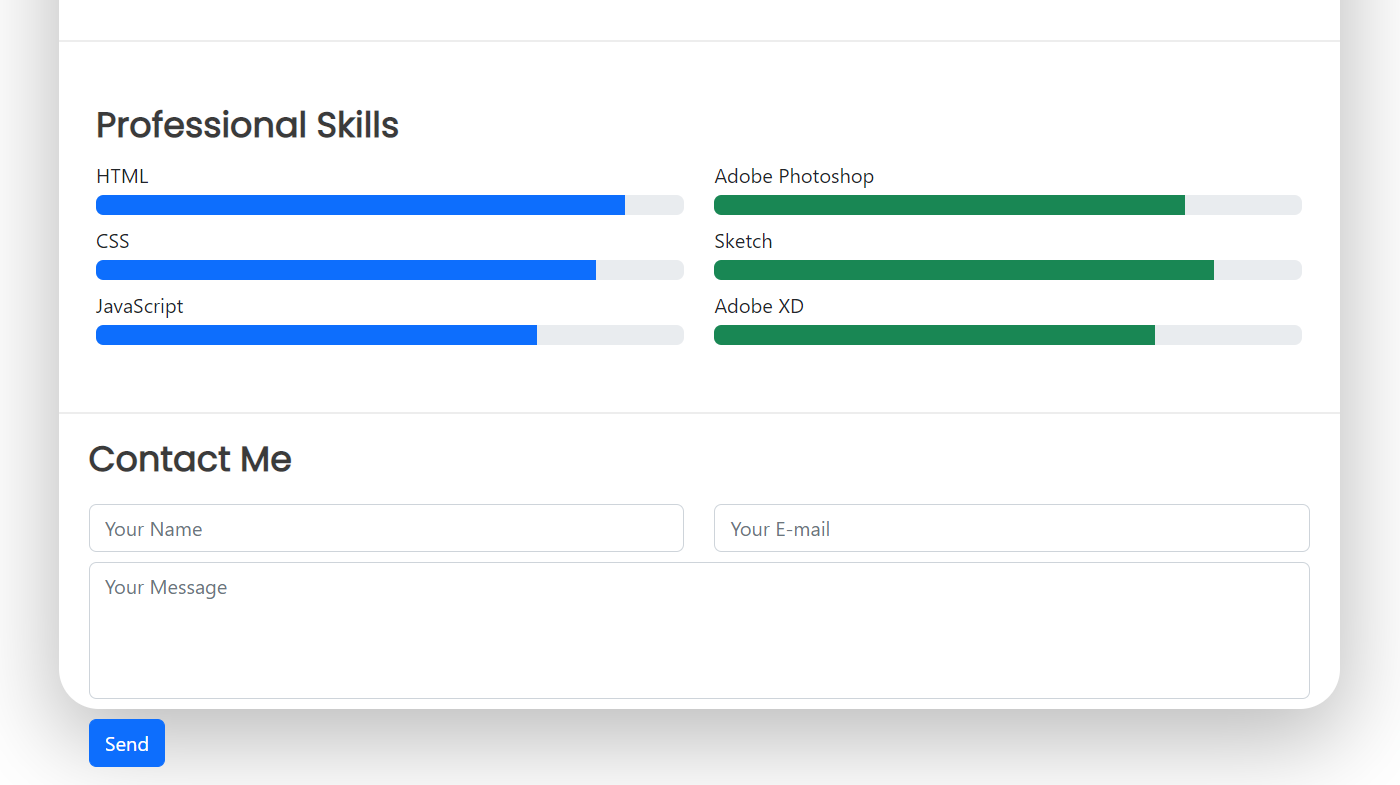 Professional Skills
HTML
Adobe Photoshop
CSS
Sketch
JavaScript
Adobe XD
Contact Me
Your Name
Your E-mail
Your Message
Send